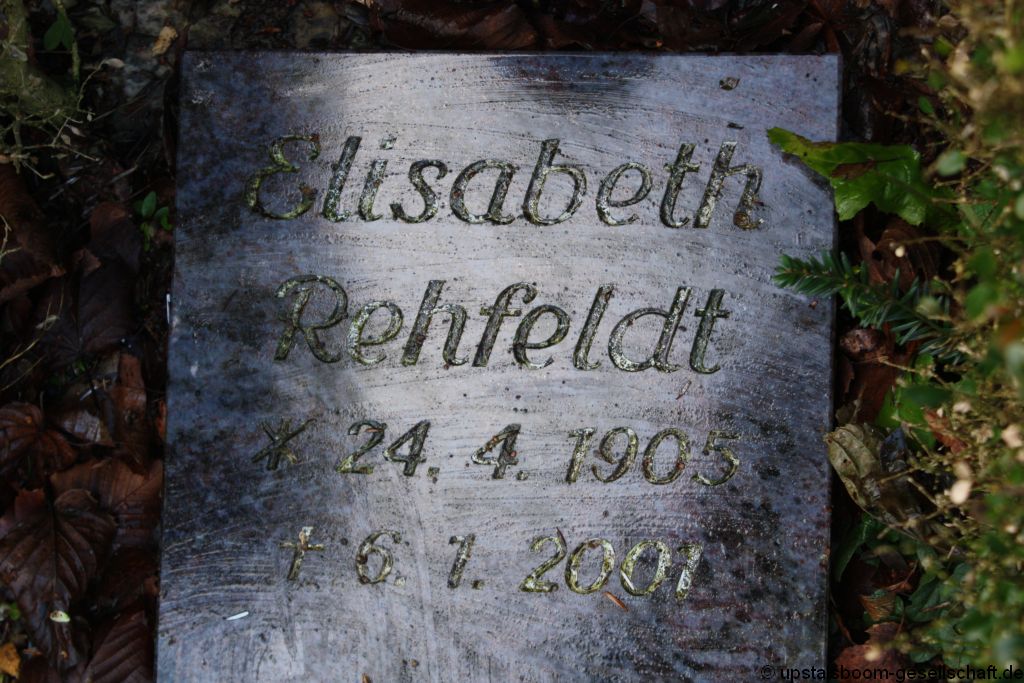 Elisabeth
Rehfeldt
* 24. 4. 1905
† 6. 1. 2001
© upstalsboom-gesellschaft.de